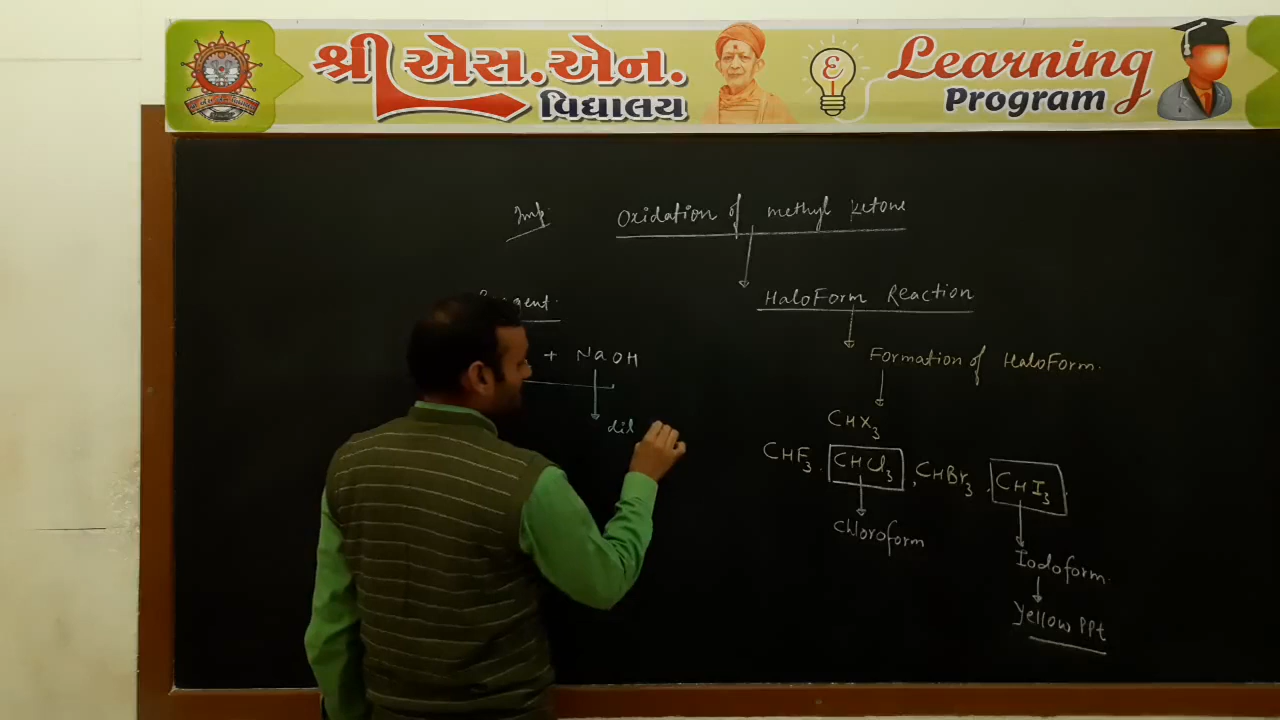 શ્રી એસ.એન.
વિદ્યાલય
Learning
Program
Imp. Oxidation of methyl Ketone
HaloForm Reaction
+ NaOH
dil
Formation of HaloForm.
CHX3
CHF3, CHCl3, CHBr3, CHI3
Chloroform
Iodoform
Yellow PPt